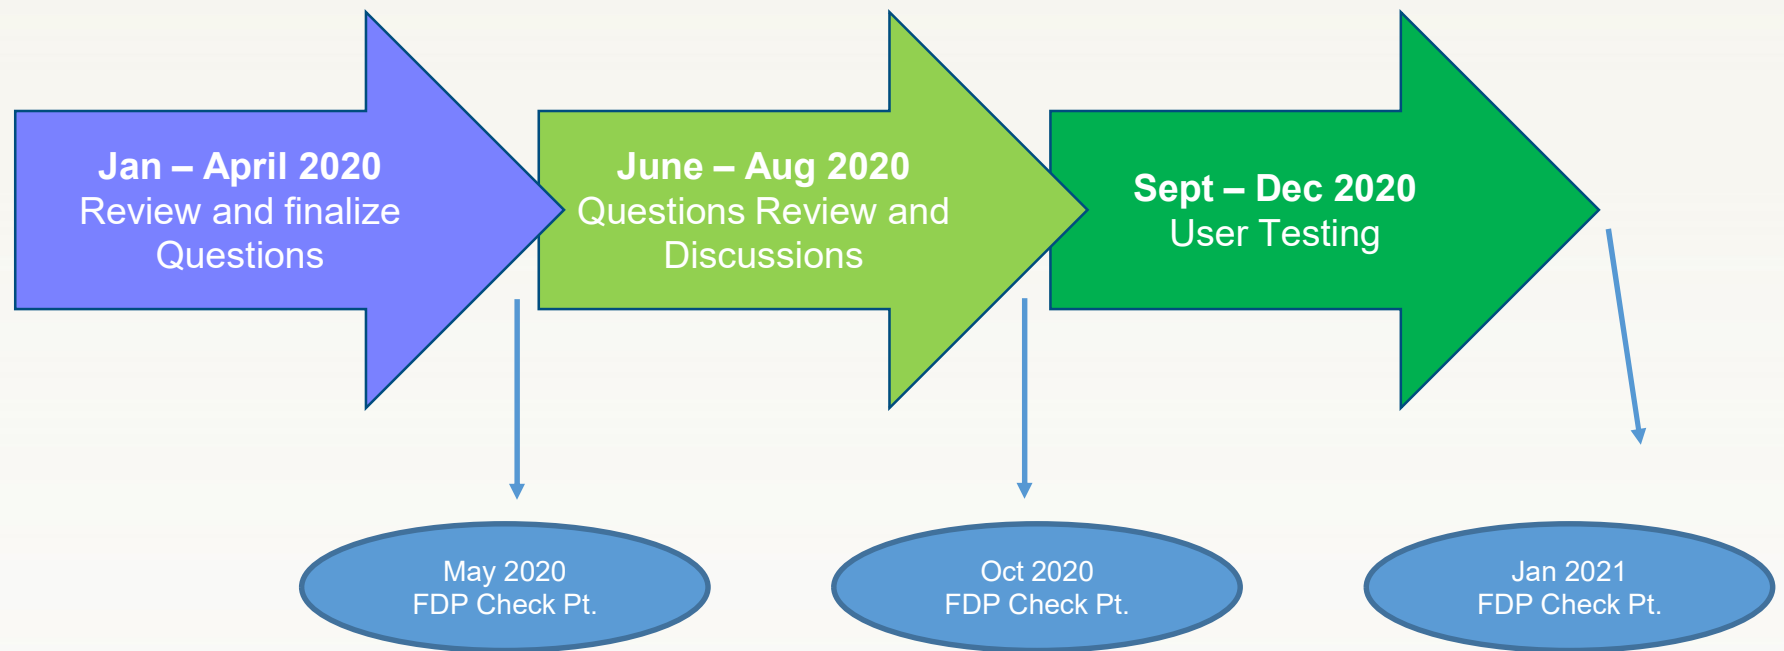 Jan – April 2020
Review and finalize
Questions
June – Aug 2020
Questions Review and
Discussions
Sept – Dec 2020
User Testing
May 2020
FDP Check Pt.
Oct 2020
FDP Check Pt.
Jan 2021
FDP Check Pt.